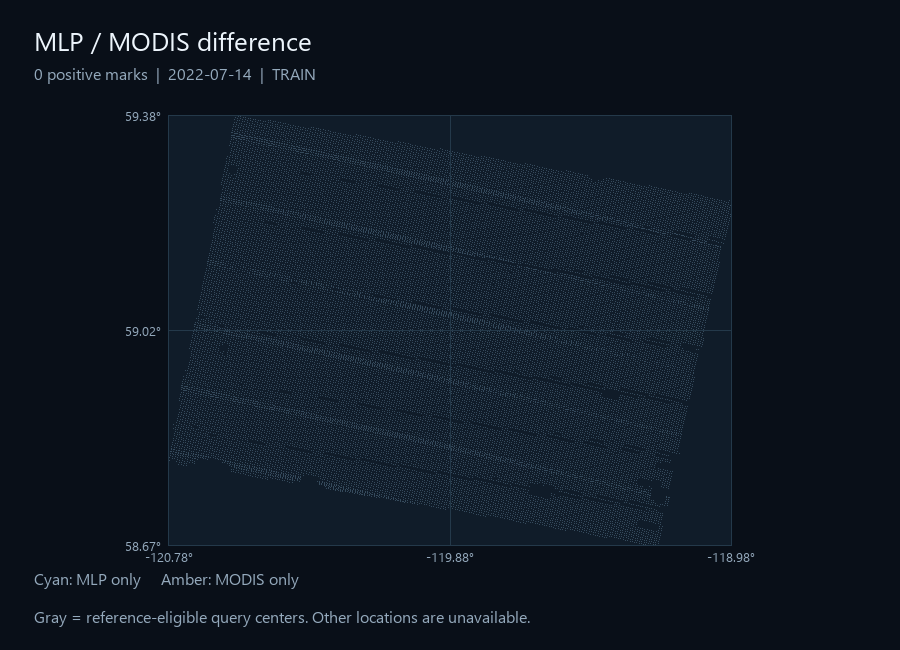 MLP / MODIS difference
0 positive marks | 2022-07-14 | TRAIN
59.38°
59.02°
58.67°
-120.78° -119.88° -118.98°
Cyan: MLP only Amber: MODIS only
Gray = reference-eligible query centers. Other locations are unavailable.